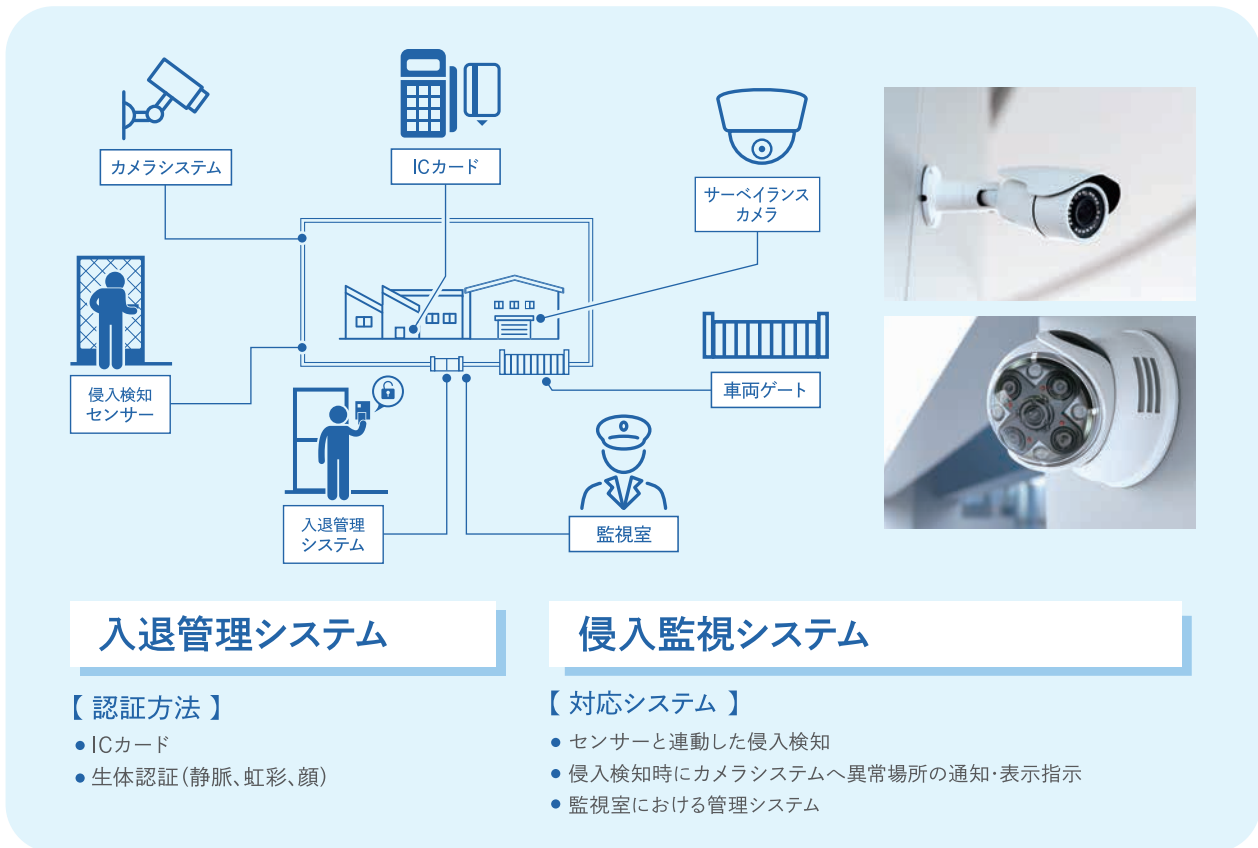 カメラシステム
ICカード
サーベイランス
カメラ
侵入検知
センサー
車両ゲート
入退管理
システム
監視室
入退管理システム
【 認証方法 】
● ICカード
● 生体認証(静脈、虹彩、顔)
侵入監視システム
【 対応システム 】
● センサーと連動した侵入検知
● 侵入検知時にカメラシステムへ異常場所の通知・表示指示
● 監視室における管理システム